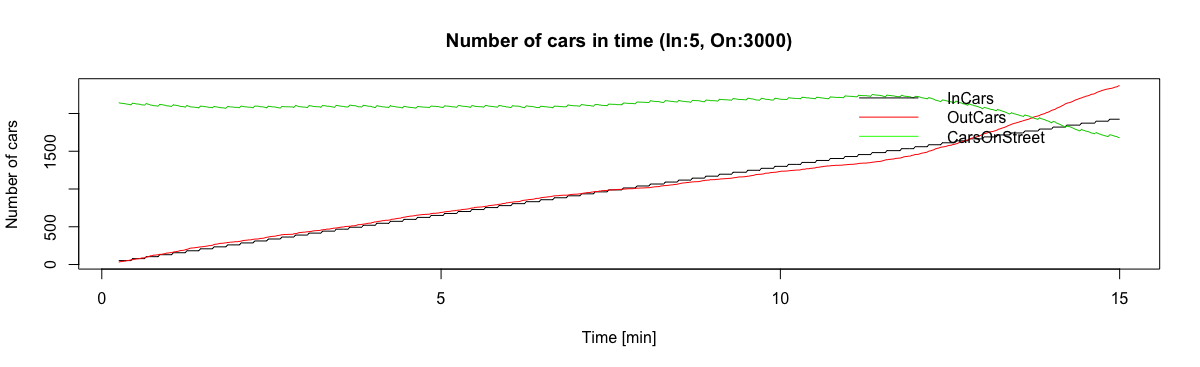 Number of cars in time (In:5, On:3000)
Number of cars
1500
500
0
InCars
OutCars
CarsOnStreet
0 5 10 15
Time [min]